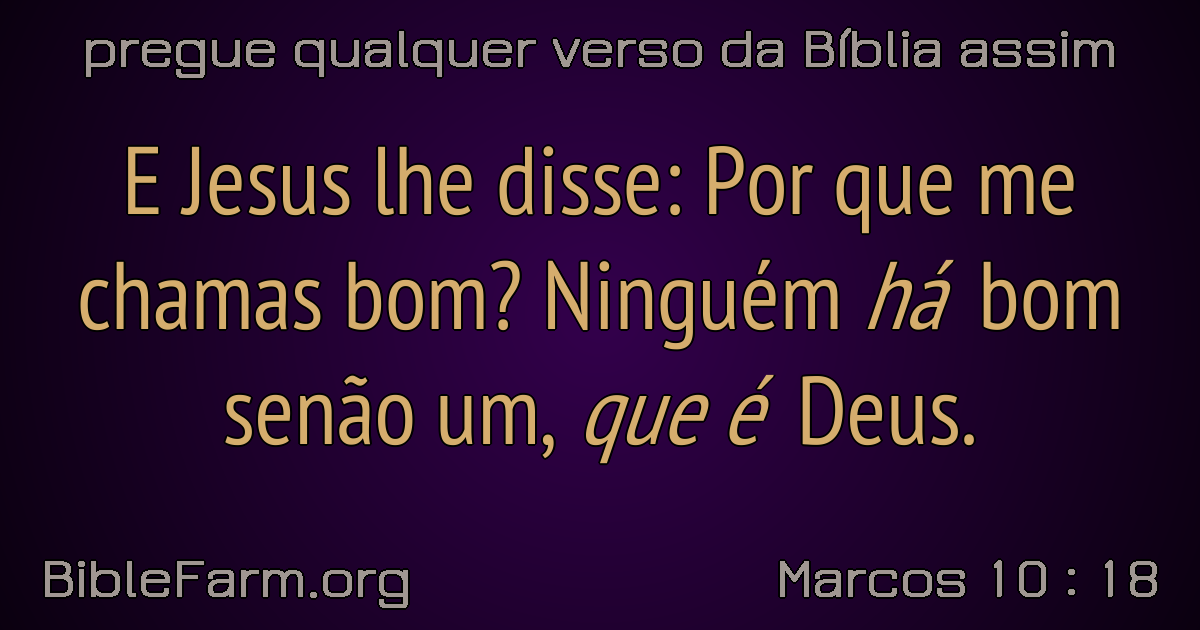 pregue qualquer verso da Bíblia assim
E Jesus lhe disse: Por que me
chamas bom? Ninguém há bom
senão um, que é Deus.
BibleFarm.org
Marcos 10 : 18